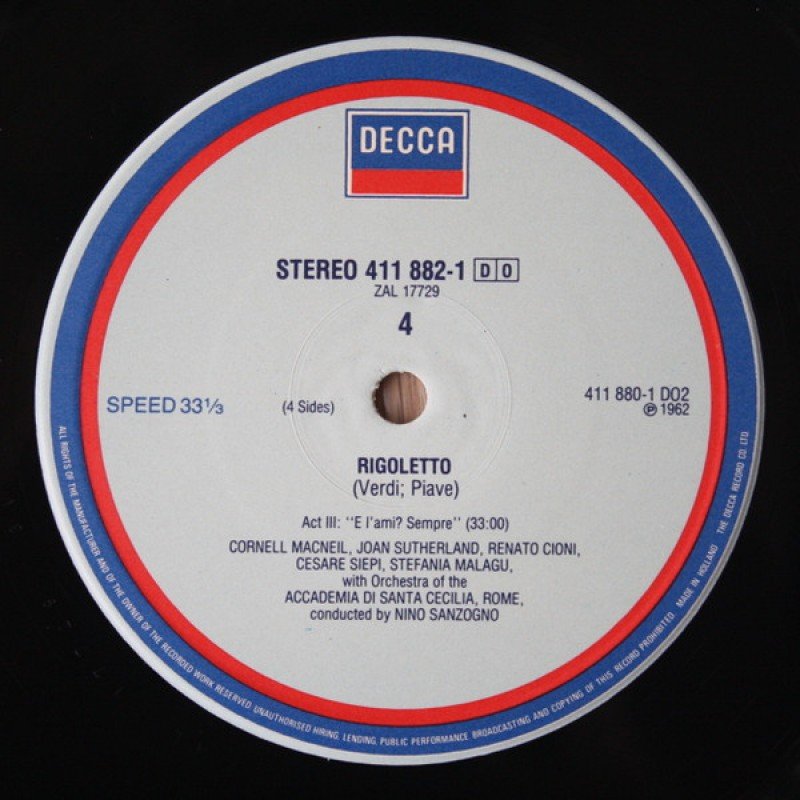 DECCA
STEREO 411 882-1 D O
ZAL 17729
4
SPEED 33⅓
(4 Sides)
411 880-1 DO2
℗ 1962
RIGOLETTO
(Verdi; Piave)
Act III: "E l'ami? Sempre" (33:00)
CORNELL MACNEIL, JOAN SUTHERLAND, RENATO CIONI,
CESARE SIEPI, STEFANIA MALAGU,
with Orchestra of the
ACCADEMIA DI SANTA CECILIA, ROME,
conducted by NINO SANZOGNO
ALL RIGHTS OF THE MANUFACTURER AND OF THE OWNER OF THE RECORDED WORK RESERVED UNAUTHORISED HIRING, LENDING, PUBLIC PERFORMANCE BROADCASTING AND COPYING OF THIS RECORD PROHIBITED. MADE IN HOLLAND THE DECCA RECORD CO. LTD.